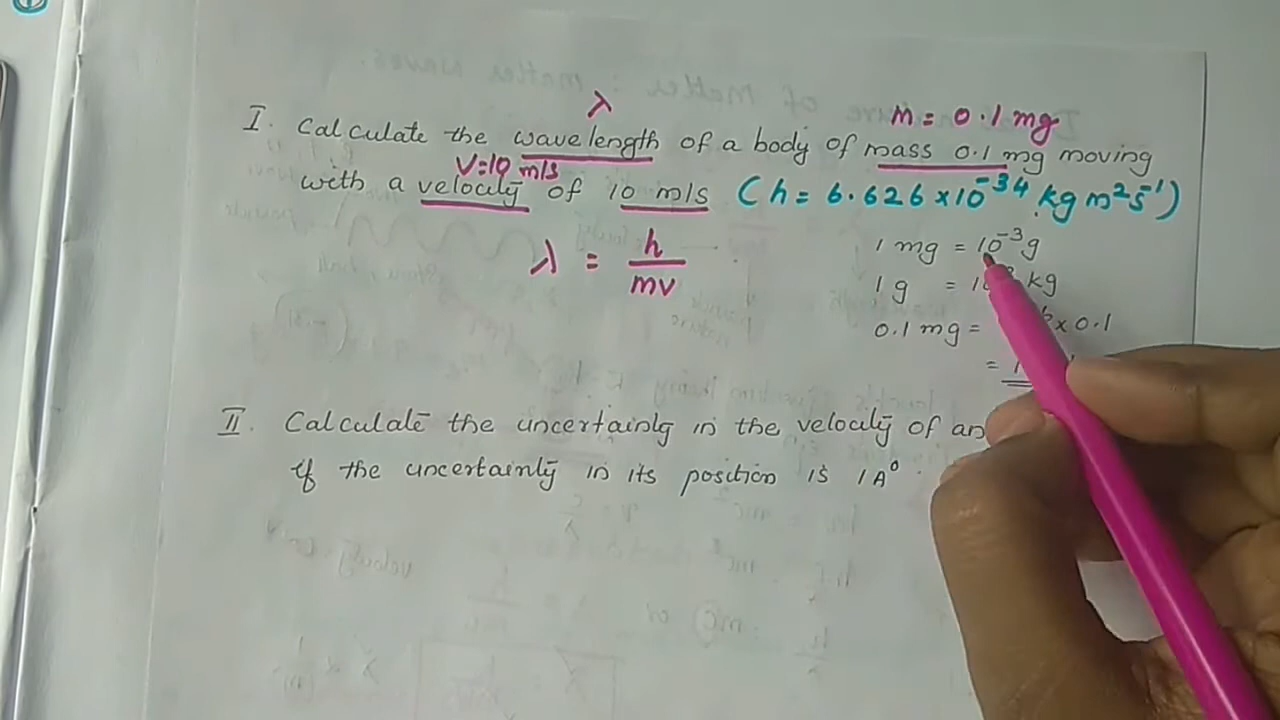 λ
m = 0.1 mg
I. Calculate the wavelength of a body of mass 0.1 mg moving
V=10 m/s
with a velocity of 10 m/s (h = 6.626×10⁻³⁴ kg m²s⁻¹)
λ = h/mv
1 mg = 10⁻³g
1 g = kg
0.1 mg = × 0.1
=
II. Calculate the uncertainty in the velocity of an
if the uncertainty in its position is 1A⁰.